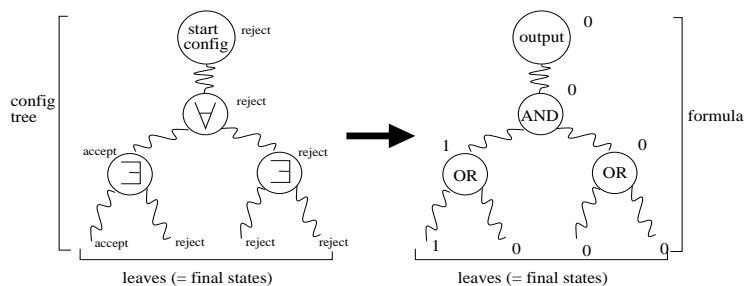 start
config
reject
config
tree
∀
reject
accept
∃
∃
reject
accept
reject
reject
reject
leaves (= final states)
output
0
0
AND
formula
1
OR
OR
0
1
0
0
0
leaves (= final states)